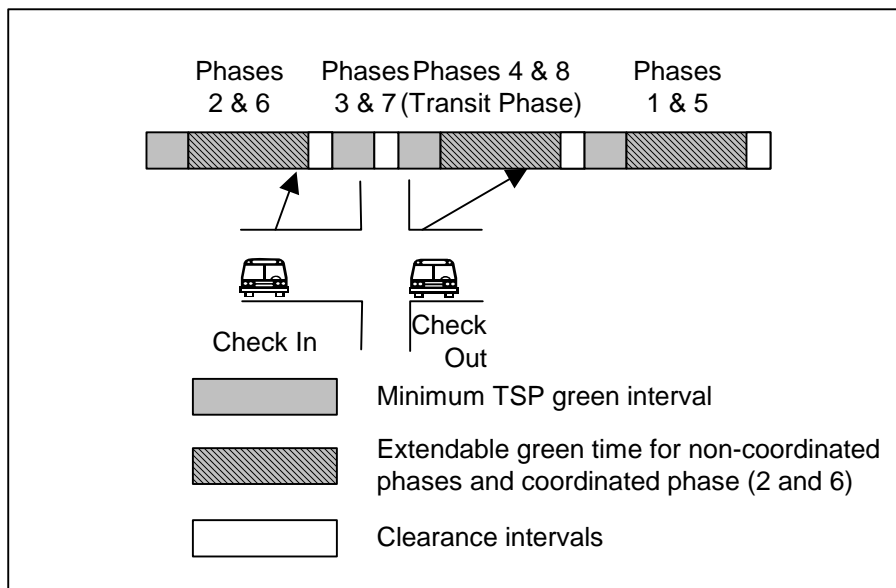 Phases
2 & 6
Phases
3 & 7
Phases 4 & 8
(Transit Phase)
Phases
1 & 5
Check In
Check
Out
Minimum TSP green interval
Extendable green time for non-coordinated
phases and coordinated phase (2 and 6)
Clearance intervals